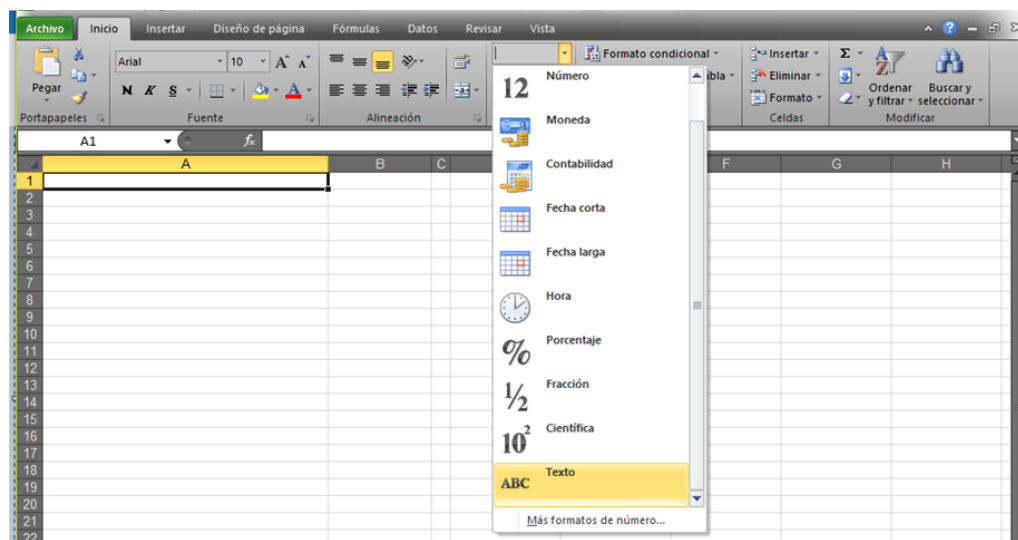 Archivo Inicio Insertar Diseño de página Fórmulas Datos Revisar Vista
Arial 10 A A Formato condicional Insertar Σ
Pegar Eliminar Ordenar Buscar y
N K S A Formato y filtrar seleccionar
Portapapeles Fuente Alineación Celdas Modificar
A1 fx
A B C F G H
1
2
3
4
5
6
7
8
9
10
11
12
13
14
15
16
17
18
19
20
21
22
12 Número
Moneda
Contabilidad
Fecha corta
Fecha larga
Hora
% Porcentaje
1/2 Fracción
10² Científica
ABC Texto
Más formatos de número...